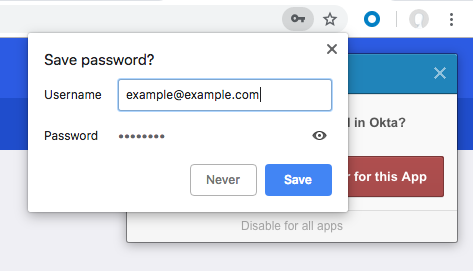 Save password?
Username example@example.com
Password ••••••••
Never Save
in Okta?
for this App
Disable for all apps